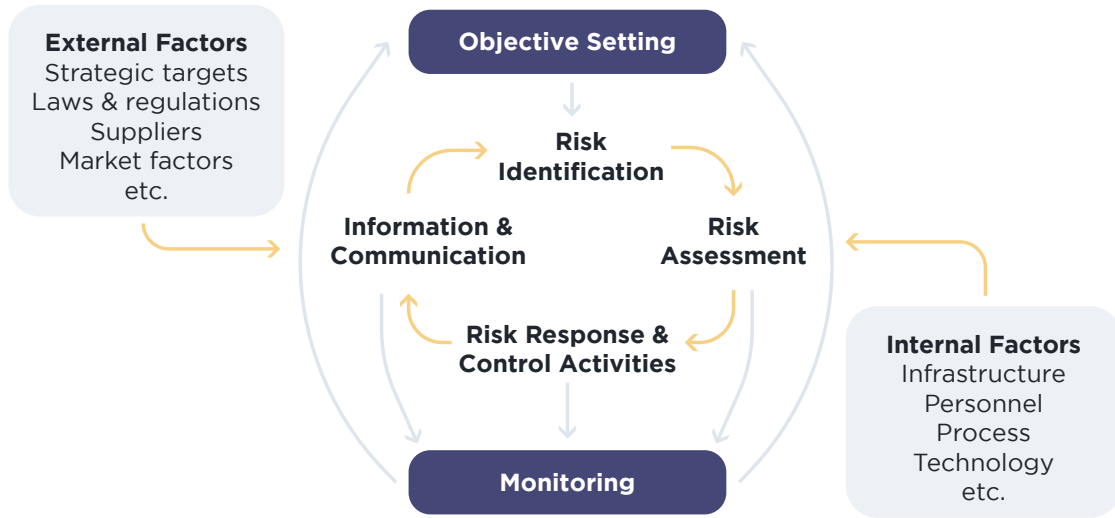 External Factors
Strategic targets
Laws & regulations
Suppliers
Market factors
etc.
Objective Setting
Risk
Identification
Information &
Communication
Risk
Assessment
Risk Response &
Control Activities
Internal Factors
Infrastructure
Personnel
Process
Technology
etc.
Monitoring